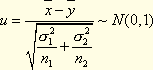 u = (x̄ − ȳ) / √(σ₁²/n₁ + σ₂²/n₂) ~ N(0,1)